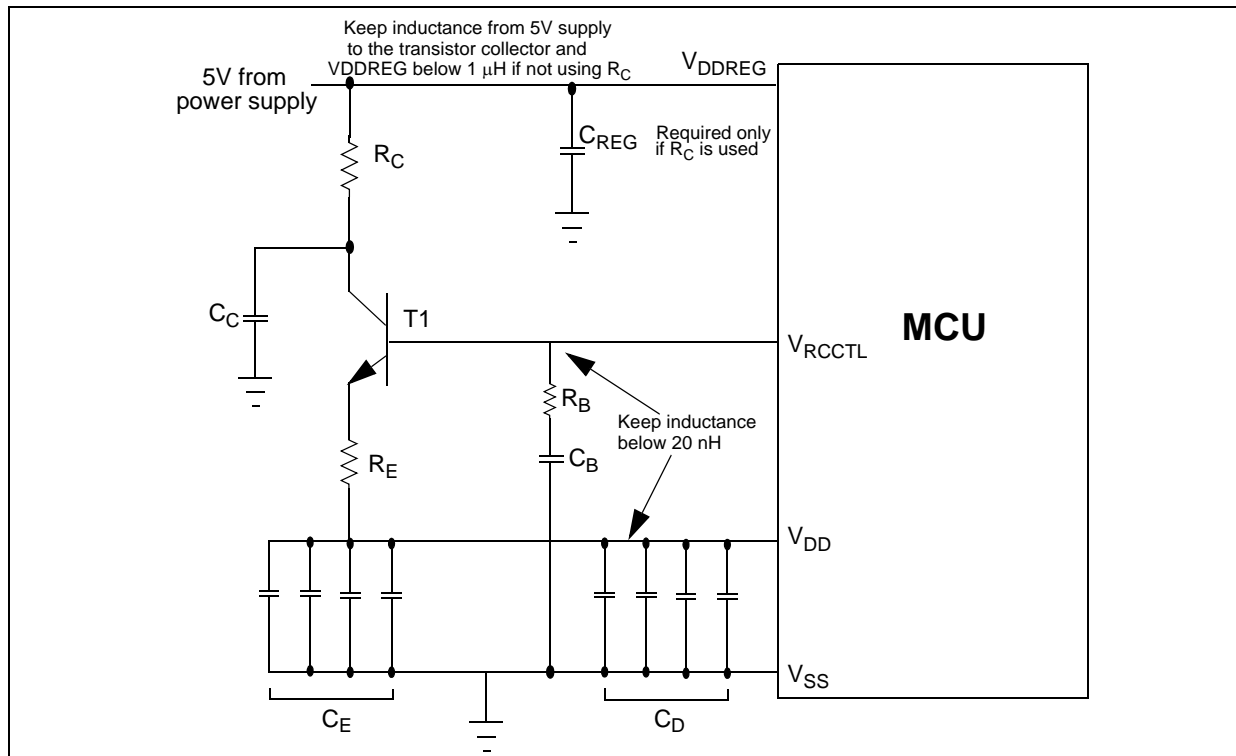 Keep inductance from 5V supply
to the transistor collector and
VDDREG below 1 μH if not using RC
VDDREG
5V from
power supply
CREG
Required only
if RC is used
RC
CC
T1
MCU
VRCCTL
RB
Keep inductance
below 20 nH
CB
RE
VDD
VSS
CE
CD